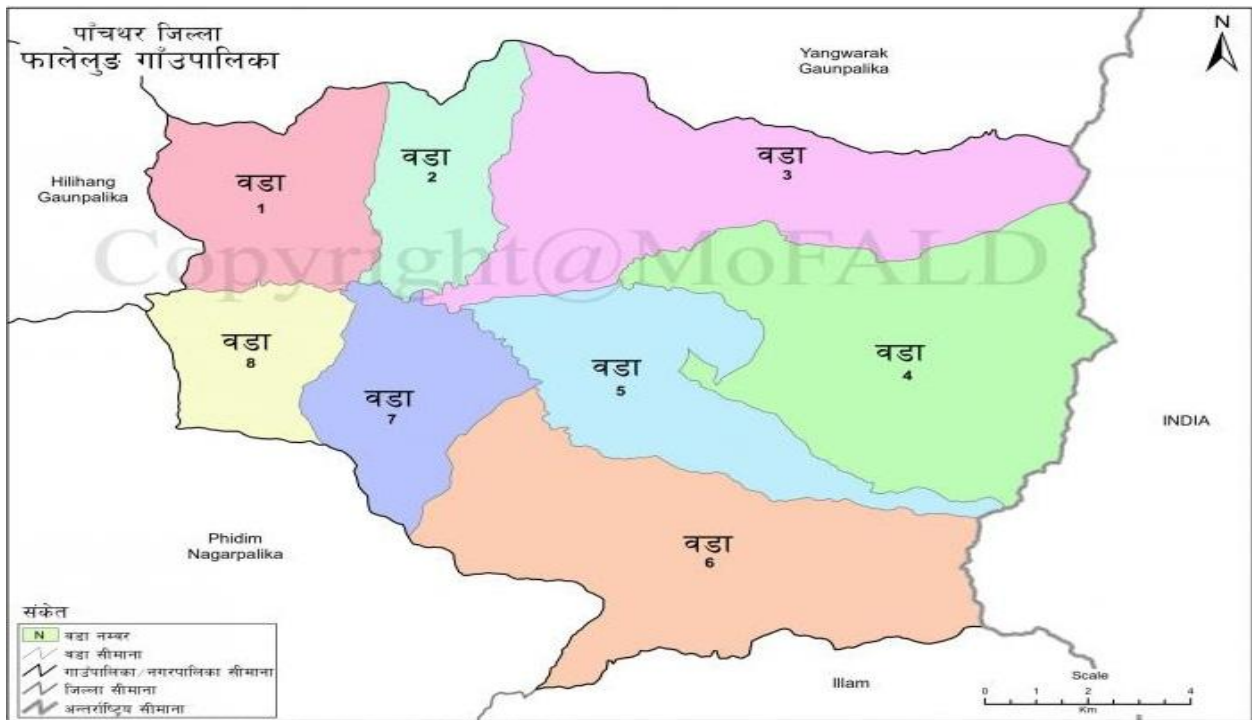 पाँचथर जिल्ला
फालेलुङ गाँउपालिका
N
Yangwarak
Gaunpalika
Hilihang
Gaunpalika
वडा
1
वडा
2
वडा
3
Copyright@MoFALD
वडा
8
वडा
7
वडा
5
वडा
4
INDIA
Phidim
Nagarpalika
वडा
6
संकेत
N वडा नम्बर
वडा सीमाना
गाउंपालिका/नगरपालिका सीमाना
जिल्ला सीमाना
अन्तर्राष्ट्रिय सीमाना
Illam
Scale
0 1 2 4
Km